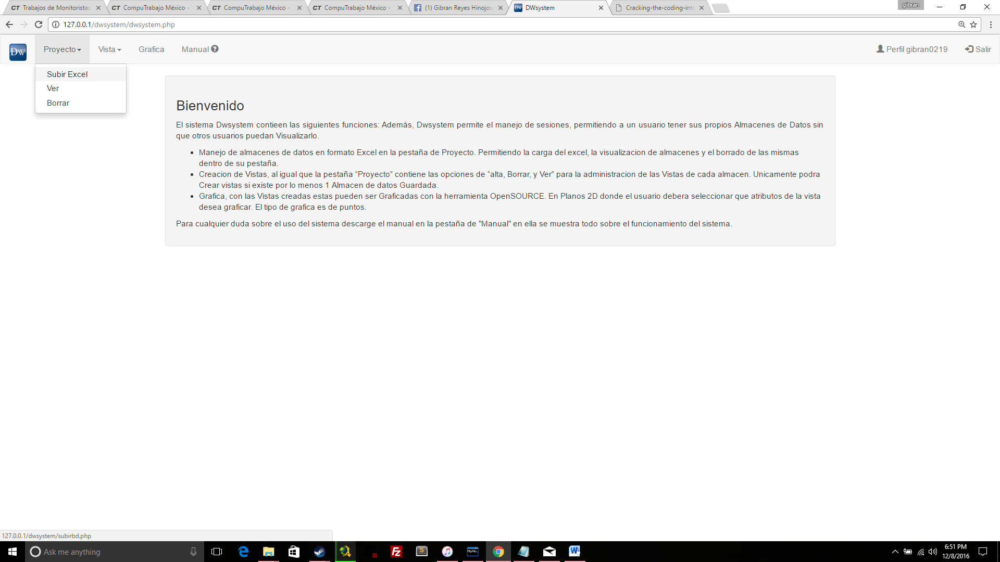 CT Trabajos de Monitoristas
CT CompuTrabajo México -
CT CompuTrabajo México -
CT CompuTrabajo México -
f (1) Gibran Reyes Hinojos
DW DWsystem
Cracking-the-coding-inte
gibran
127.0.0.1/dwsystem/dwsystem.php
DW Proyecto Vista Grafica Manual ? Perfil gibran0219 Salir
Subir Excel
Ver
Borrar
Bienvenido
El sistema Dwsystem contieen las siguientes funciones: Además, Dwsystem permite el manejo de sesiones, permitiendo a un usuario tener sus propios Almacenes de Datos sin
que otros usuarios puedan Visualizarlo.
• Manejo de almacenes de datos en formato Excel en la pestaña de Proyecto. Permitiendo la carga del excel, la visualizacion de almacenes y el borrado de las mismas
dentro de su pestaña.
• Creacion de Vistas, al igual que la pestaña “Proyecto” contiene las opciones de “alta, Borrar, y Ver” para la administracion de las Vistas de cada almacen. Unicamente podra
Crear vistas si existe por lo menos 1 Almacen de datos Guardada.
• Grafica, con las Vistas creadas estas pueden ser Graficadas con la herramienta OpenSOURCE. En Planos 2D donde el usuario debera seleccionar que atributos de la vista
desea graficar. El tipo de grafica es de puntos.
Para cualquier duda sobre el uso del sistema descarge el manual en la pestaña de "Manual" en ella se muestra todo sobre el funcionamiento del sistema.
127.0.0.1/dwsystem/subirbd.php
Ask me anything
6:51 PM
12/8/2016